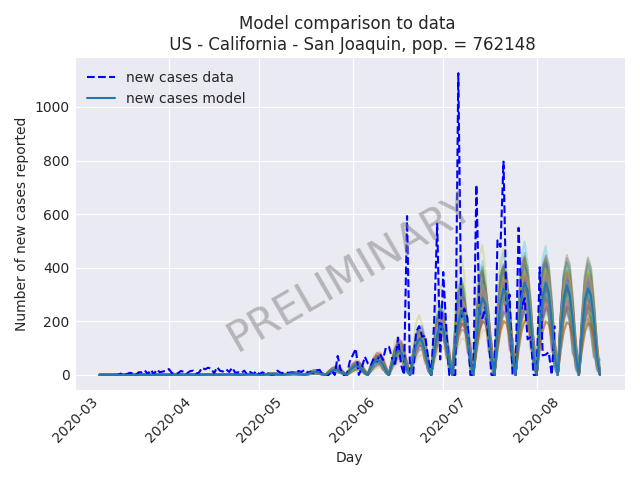 Model comparison to data
US - California - San Joaquin, pop. = 762148
new cases data
new cases model
Number of new cases reported
1000
800
600
400
200
0
PRELIMINARY
2020-03
2020-04
2020-05
2020-06
2020-07
2020-08
Day